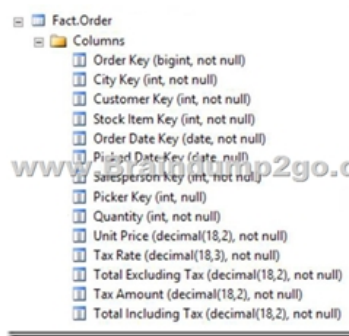 Fact.Order
Columns
Order Key (bigint, not null)
City Key (int, not null)
Customer Key (int, not null)
Stock Item Key (int, not null)
Order Date Key (date, not null)
Picked Date Key (date, null)
Salesperson Key (int, not null)
Picker Key (int, null)
Quantity (int, not null)
Unit Price (decimal(18,2), not null)
Tax Rate (decimal(18,3), not null)
Total Excluding Tax (decimal(18,2), not null)
Tax Amount (decimal(18,2), not null)
Total Including Tax (decimal(18,2), not null)